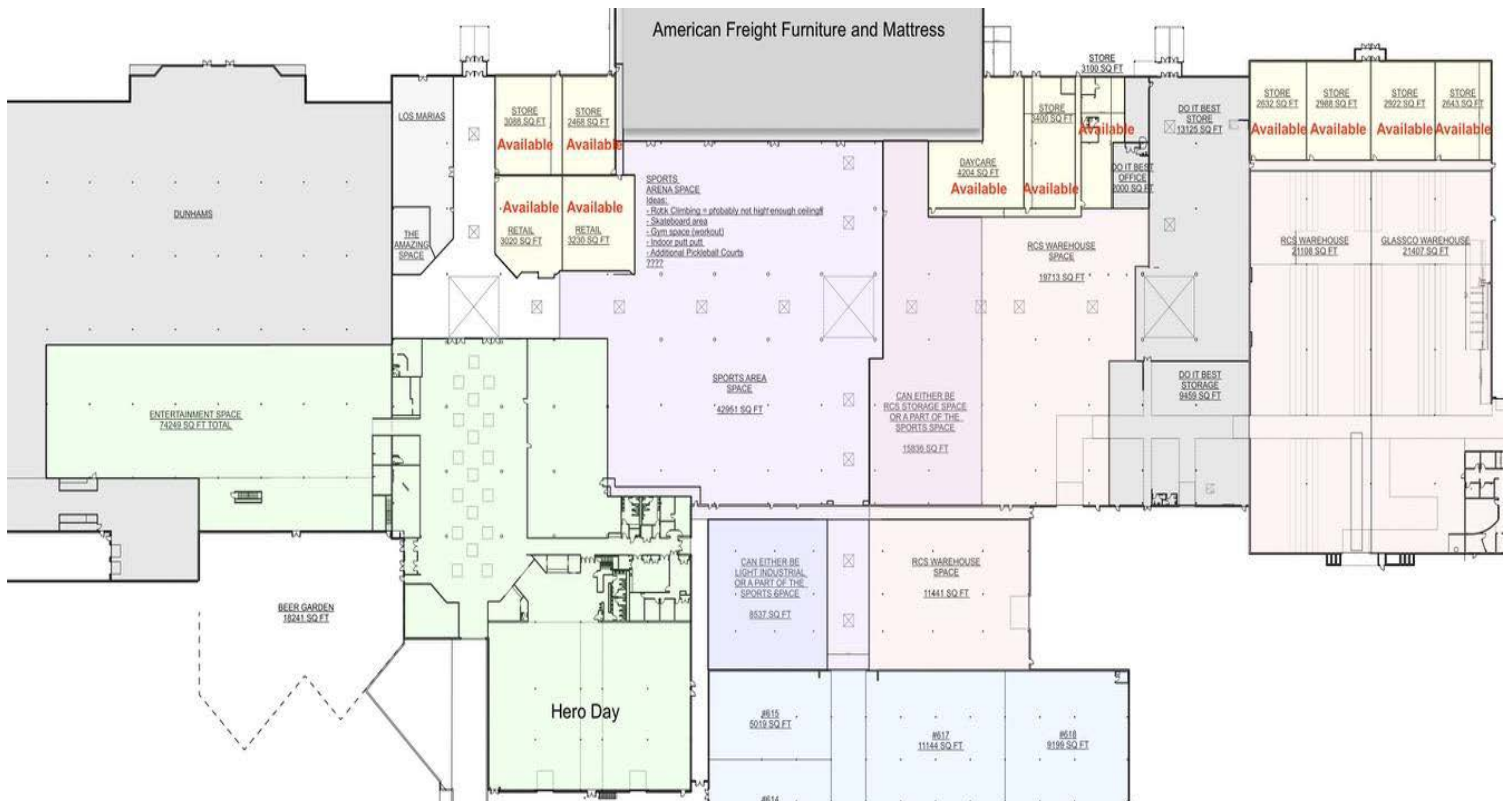 American Freight Furniture and Mattress
STORE
3100 SQ FT
LOS MARIAS
STORE
3088 SQ FT
Available
STORE
2468 SQ FT
Available
STORE
3400 SQ FT
Available
Available
DO IT BEST
STORE
13125 SQ FT
STORE
2632 SQ FT
Available
STORE
2988 SQ FT
Available
STORE
2922 SQ FT
Available
STORE
2643 SQ FT
Available
DAYCARE
4204 SQ FT
Available
DO IT BEST
OFFICE
2000 SQ FT
DUNHAMS
THE
AMAZING
SPACE
Available
RETAIL
3020 SQ FT
Available
RETAIL
3230 SQ FT
SPORTS
ARENA SPACE
Ideas:
- Rock Climbing = probably not high enough ceilings
- Skateboard area
- Gym space (workout)
- Indoor putt putt
- Additional Pickleball Courts
????
RCS WAREHOUSE
SPACE
19713 SQ FT
RCS WAREHOUSE
21108 SQ FT
GLASSCO WAREHOUSE
21407 SQ FT
SPORTS AREA
SPACE
42951 SQ FT
DO IT BEST
STORAGE
9459 SQ FT
CAN EITHER BE
RCS STORAGE SPACE
OR A PART OF THE
SPORTS SPACE
15836 SQ FT
ENTERTAINMENT SPACE
74249 SQ FT TOTAL
CAN EITHER BE
LIGHT INDUSTRIAL
OR A PART OF THE
SPORTS SPACE
8537 SQ FT
RCS WAREHOUSE
SPACE
11441 SQ FT
BEER GARDEN
18241 SQ FT
Hero Day
#615
5019 SQ FT
#617
11144 SQ FT
#618
9199 SQ FT
#614